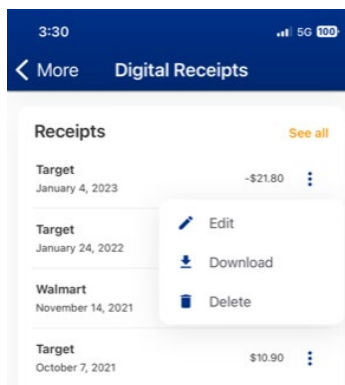 3:30 5G 100
More Digital Receipts
Receipts See all
Target
January 4, 2023
-$21.80
Edit
Target
January 24, 2022
Download
Walmart
November 14, 2021
Delete
Target
October 7, 2021
$10.90